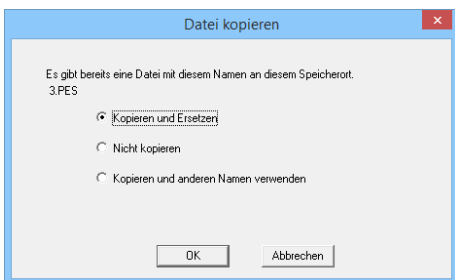 Datei kopieren
Es gibt bereits eine Datei mit diesem Namen an diesem Speicherort.
3.PES
Kopieren und Ersetzen
Nicht kopieren
Kopieren und anderen Namen verwenden
OK Abbrechen